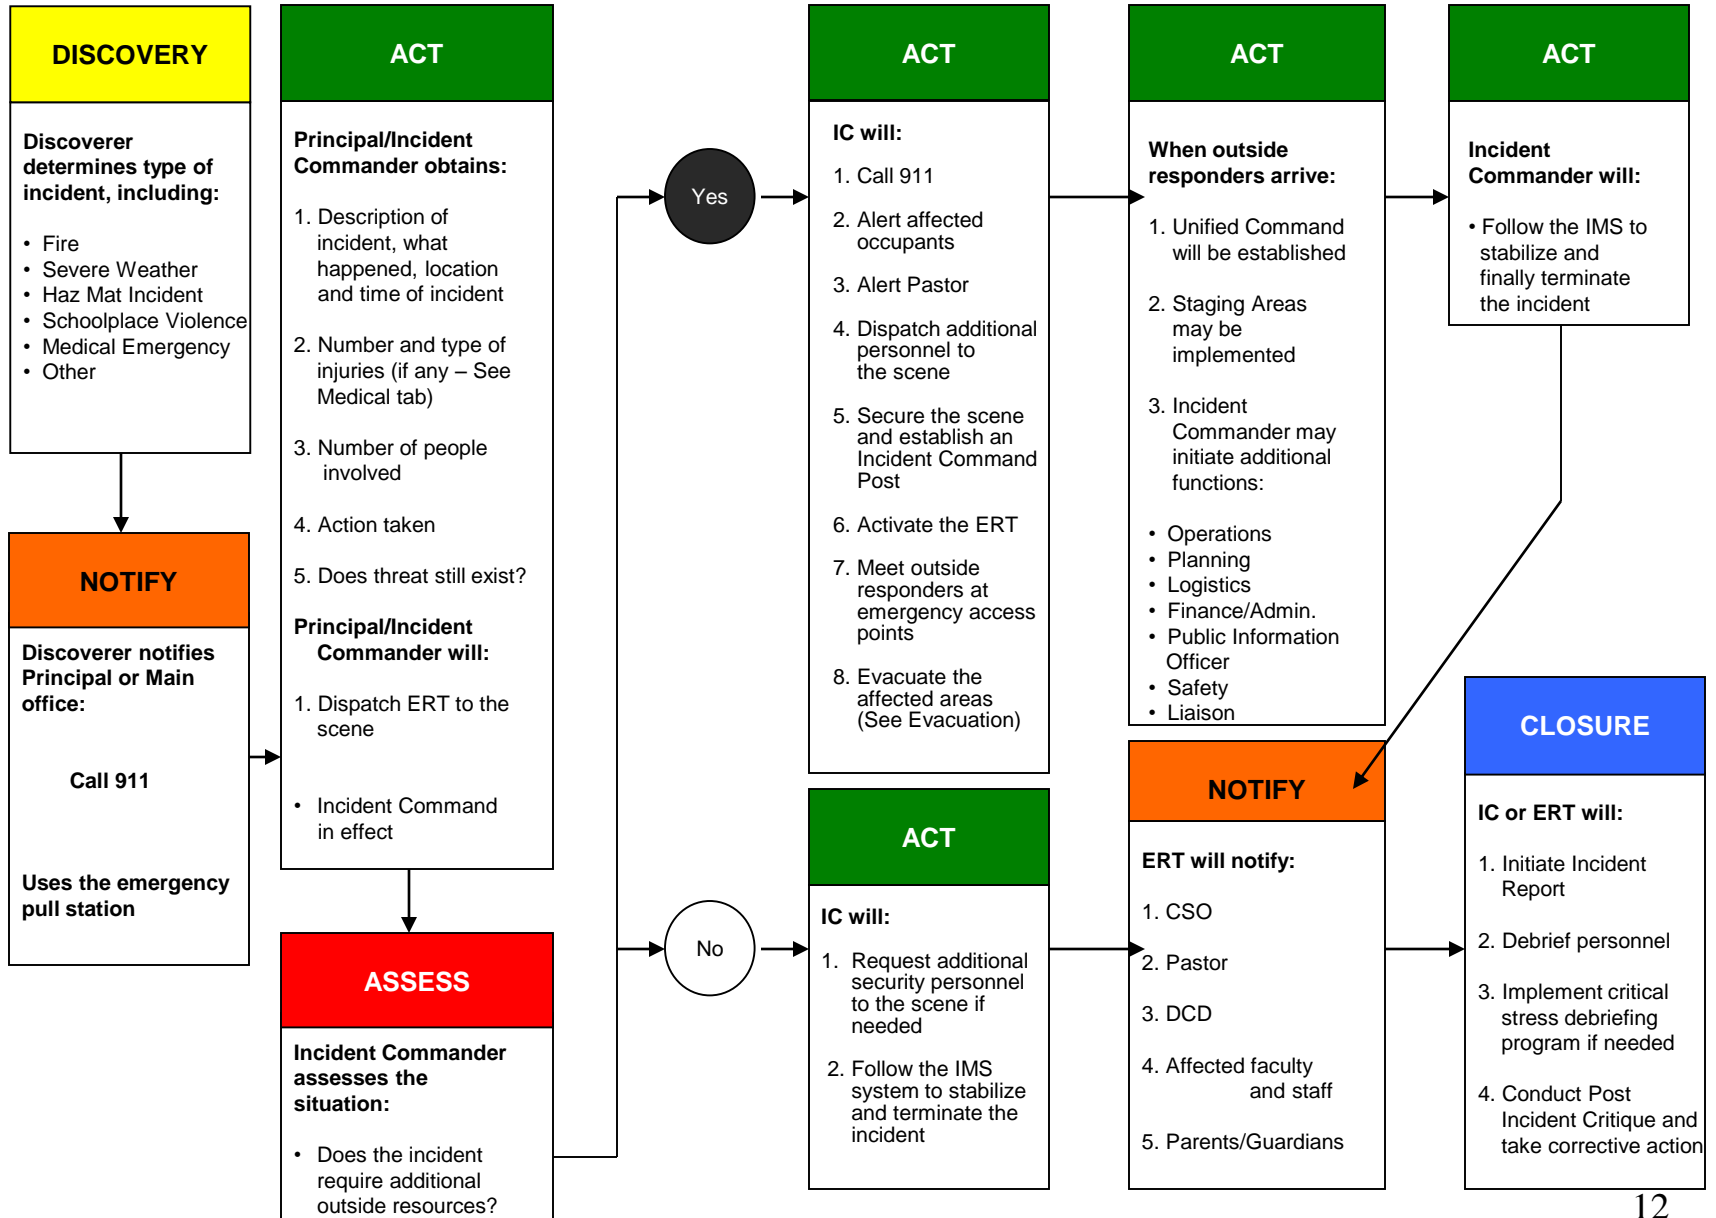 DISCOVERY
Discoverer
determines type of
incident, including:
• Fire
• Severe Weather
• Haz Mat Incident
• Schoolplace Violence
• Medical Emergency
• Other
NOTIFY
Discoverer notifies
Principal or Main
office:
Call 911
Uses the emergency
pull station
ACT
Principal/Incident
Commander obtains:
1. Description of
incident, what
happened, location
and time of incident
2. Number and type of
injuries (if any – See
Medical tab)
3. Number of people
involved
4. Action taken
5. Does threat still exist?
Principal/Incident
Commander will:
1. Dispatch ERT to the
scene
• Incident Command
in effect
ASSESS
Incident Commander
assesses the
situation:
• Does the incident
require additional
outside resources?
Yes
No
ACT
IC will:
1. Call 911
2. Alert affected
occupants
3. Alert Pastor
4. Dispatch additional
personnel to
the scene
5. Secure the scene
and establish an
Incident Command
Post
6. Activate the ERT
7. Meet outside
responders at
emergency access
points
8. Evacuate the
affected areas
(See Evacuation)
ACT
IC will:
1. Request additional
security personnel
to the scene if
needed
2. Follow the IMS
system to stabilize
and terminate the
incident
ACT
When outside
responders arrive:
1. Unified Command
will be established
2. Staging Areas
may be
implemented
3. Incident
Commander may
initiate additional
functions:
• Operations
• Planning
• Logistics
• Finance/Admin.
• Public Information
Officer
• Safety
• Liaison
NOTIFY
ERT will notify:
1. CSO
2. Pastor
3. DCD
4. Affected faculty
and staff
5. Parents/Guardians
ACT
Incident
Commander will:
• Follow the IMS to
stabilize and
finally terminate
the incident
CLOSURE
IC or ERT will:
1. Initiate Incident
Report
2. Debrief personnel
3. Implement critical
stress debriefing
program if needed
4. Conduct Post
Incident Critique and
take corrective action
12